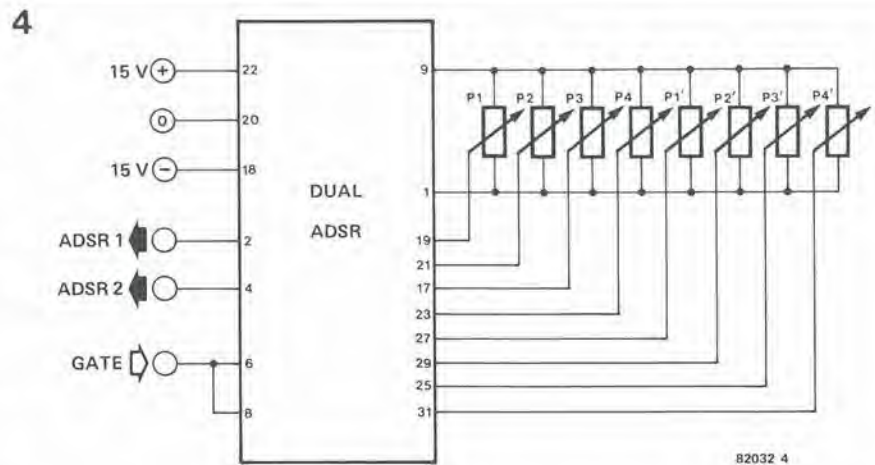 4
15 V +
0
15 V −
ADSR 1
ADSR 2
GATE
22
20
18
2
4
6
8
DUAL
ADSR
9
1
19
21
17
23
27
29
25
31
P1
P2
P3
P4
P1'
P2'
P3'
P4'
82032 4